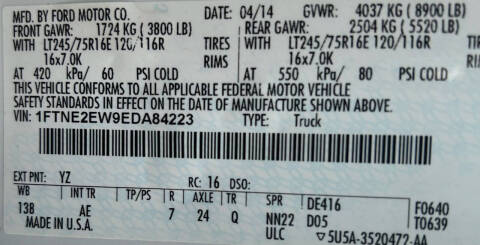 MFD. BY FORD MOTOR CO. DATE: 04/14 GVWR: 4037 KG ( 8900 LB)
FRONT GAWR: 1724 KG ( 3800 LB) REAR GAWR: 2504 KG ( 5520 LB)
WITH LT245/75R16E 120/116R TIRES WITH LT245/75R16E 120/116R
16x7.0K RIMS 16x7.0K
AT 420 kPa/ 60 PSI COLD AT 550 kPa/ 80 PSI COLD
THIS VEHICLE CONFORMS TO ALL APPLICABLE FEDERAL MOTOR VEHICLE
SAFETY STANDARDS IN EFFECT ON THE DATE OF MANUFACTURE SHOWN ABOVE.
VIN: 1FTNE2EW9EDA84223 TYPE: Truck
EXT PNT: YZ RC: 16 DSO:
WB INT TR TP/PS R AXLE TR SPR DE416 F0640
138 AE 7 24 Q NN22 D05 T0639
MADE IN U.S.A. ULC ▽5U5A-3520472-AA